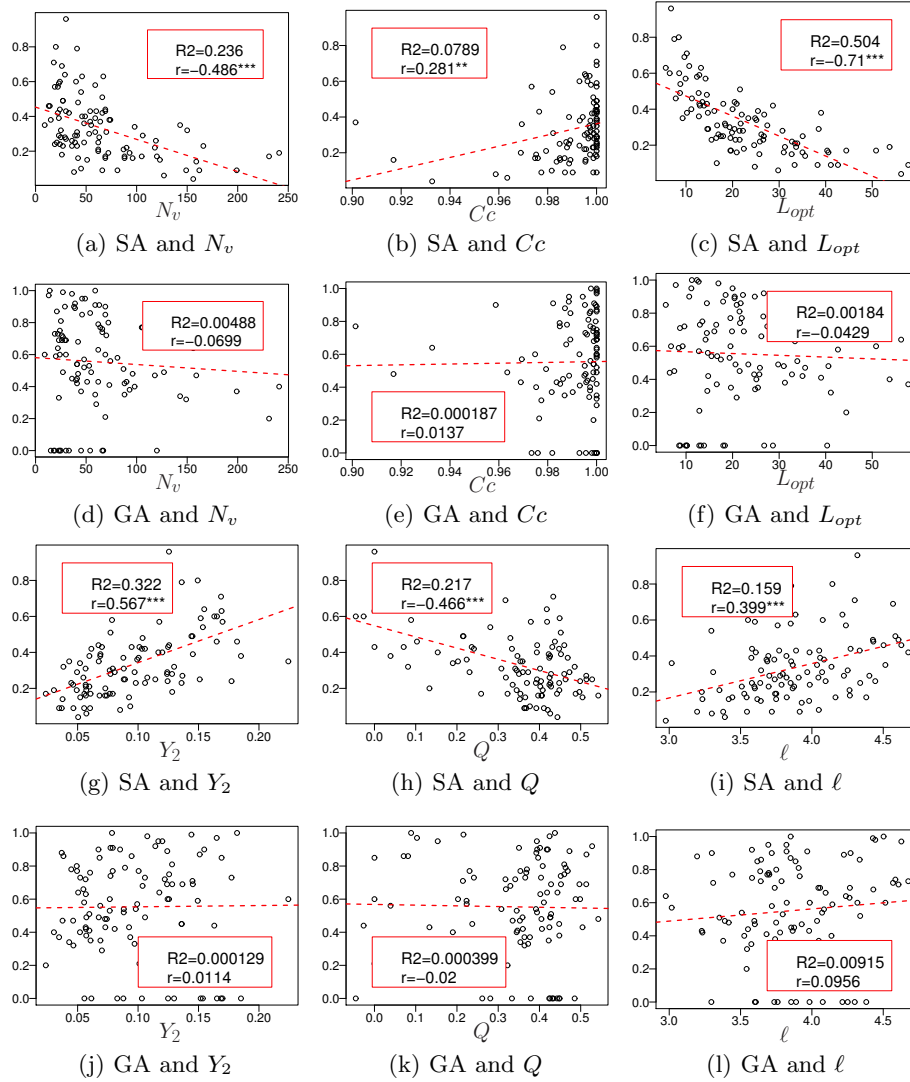 0.8
0.6
0.4
0.2
R2=0.236
r=−0.486***
0 50 100 150 200 250
N_v
(a) SA and N_v
0.8
0.6
0.4
0.2
R2=0.0789
r=0.281**
0.90 0.92 0.94 0.96 0.98 1.00
Cc
(b) SA and Cc
0.8
0.6
0.4
0.2
R2=0.504
r=−0.71***
10 20 30 40 50
L_opt
(c) SA and L_opt
1.0
0.8
0.6
0.4
0.2
0.0
R2=0.00488
r=−0.0699
0 50 100 150 200 250
N_v
(d) GA and N_v
1.0
0.8
0.6
0.4
0.2
0.0
R2=0.000187
r=0.0137
0.90 0.92 0.94 0.96 0.98 1.00
Cc
(e) GA and Cc
1.0
0.8
0.6
0.4
0.2
0.0
R2=0.00184
r=−0.0429
10 20 30 40 50
L_opt
(f) GA and L_opt
0.8
0.6
0.4
0.2
R2=0.322
r=0.567***
0.05 0.10 0.15 0.20
Y_2
(g) SA and Y_2
0.8
0.6
0.4
0.2
R2=0.217
r=−0.466***
0.0 0.1 0.2 0.3 0.4 0.5
Q
(h) SA and Q
0.8
0.6
0.4
0.2
R2=0.159
r=0.399***
3.0 3.5 4.0 4.5
ℓ
(i) SA and ℓ
1.0
0.8
0.6
0.4
0.2
0.0
R2=0.000129
r=0.0114
0.05 0.10 0.15 0.20
Y_2
(j) GA and Y_2
1.0
0.8
0.6
0.4
0.2
0.0
R2=0.000399
r=−0.02
0.0 0.1 0.2 0.3 0.4 0.5
Q
(k) GA and Q
1.0
0.8
0.6
0.4
0.2
0.0
R2=0.00915
r=0.0956
3.0 3.5 4.0 4.5
ℓ
(l) GA and ℓ